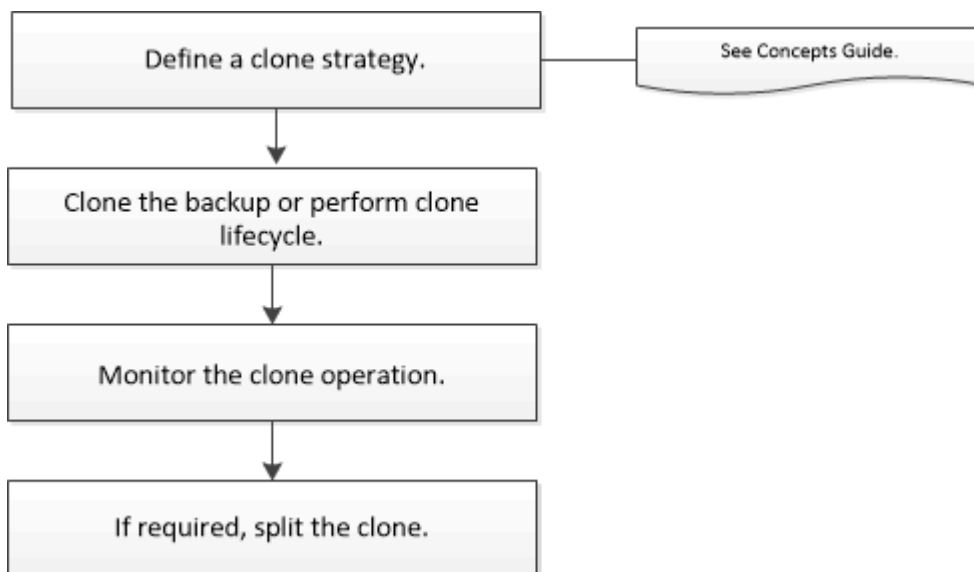 Define a clone strategy.
See Concepts Guide.
Clone the backup or perform clone
lifecycle.
Monitor the clone operation.
If required, split the clone.